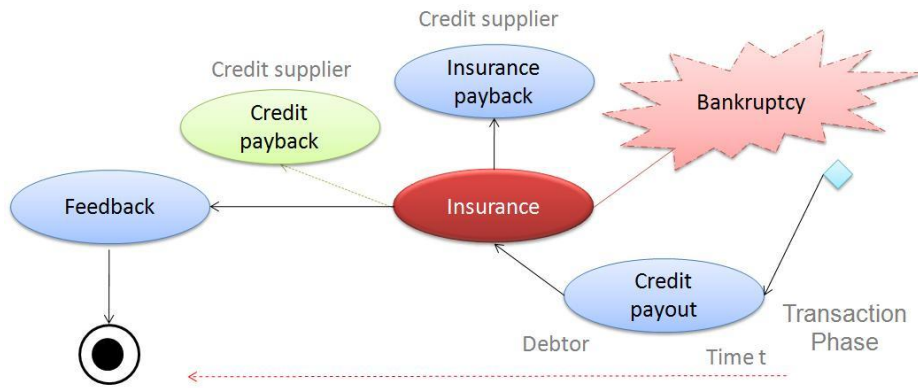 Credit supplier
Insurance
payback
Credit supplier
Credit
payback
Bankruptcy
Feedback
Insurance
Credit
payout
Debtor
Time t
Transaction
Phase